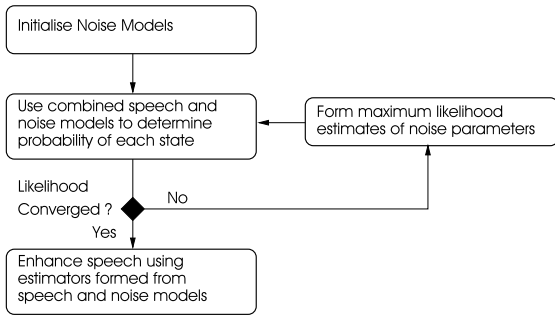 Initialise Noise Models
Use combined speech and
noise models to determine
probability of each state
Form maximum likelihood
estimates of noise parameters
Likelihood
Converged ?
No
Yes
Enhance speech using
estimators formed from
speech and noise models